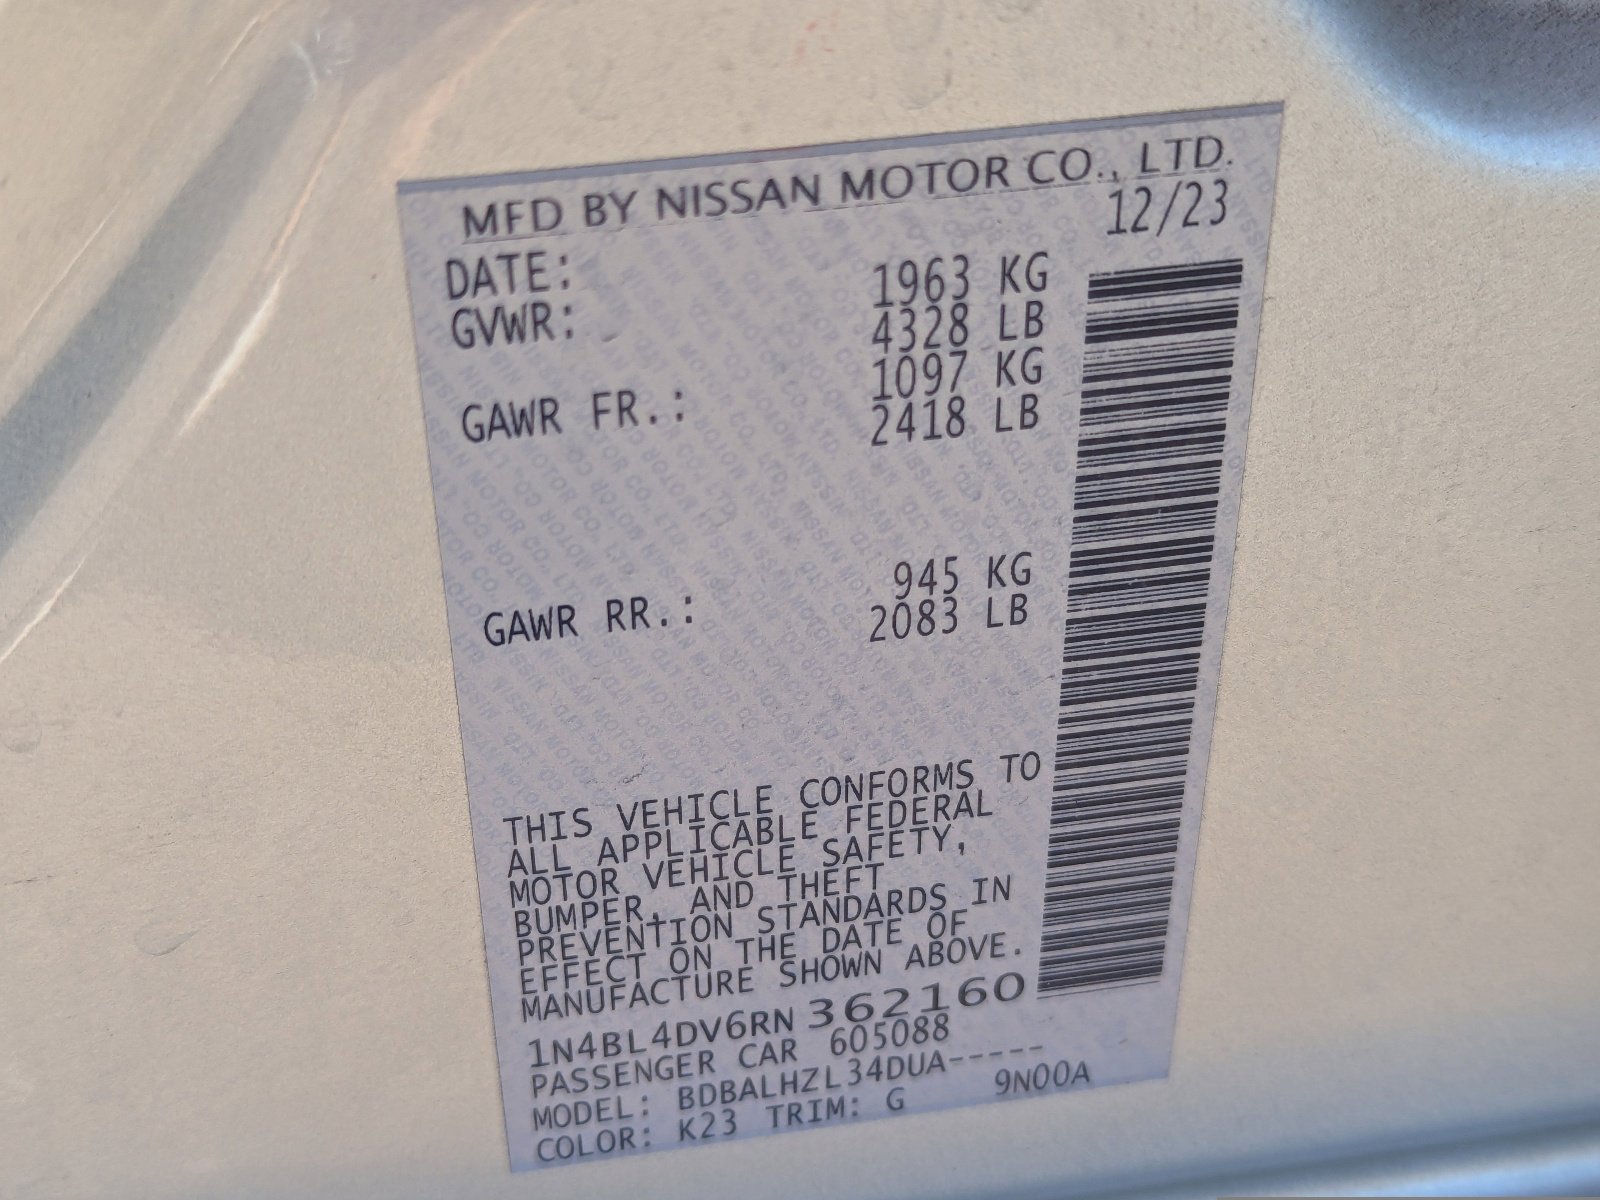 MFD BY NISSAN MOTOR CO., LTD.
DATE: 12/23
GVWR: 1963 KG
4328 LB
GAWR FR.: 1097 KG
2418 LB
GAWR RR.: 945 KG
2083 LB
THIS VEHICLE CONFORMS TO
ALL APPLICABLE FEDERAL
MOTOR VEHICLE SAFETY,
BUMPER, AND THEFT
PREVENTION STANDARDS IN
EFFECT ON THE DATE OF
MANUFACTURE SHOWN ABOVE.
1N4BL4DV6RN362160
PASSENGER CAR 605088
MODEL: BDBALHZL34DUA-----
COLOR: K23 TRIM: G 9N00A